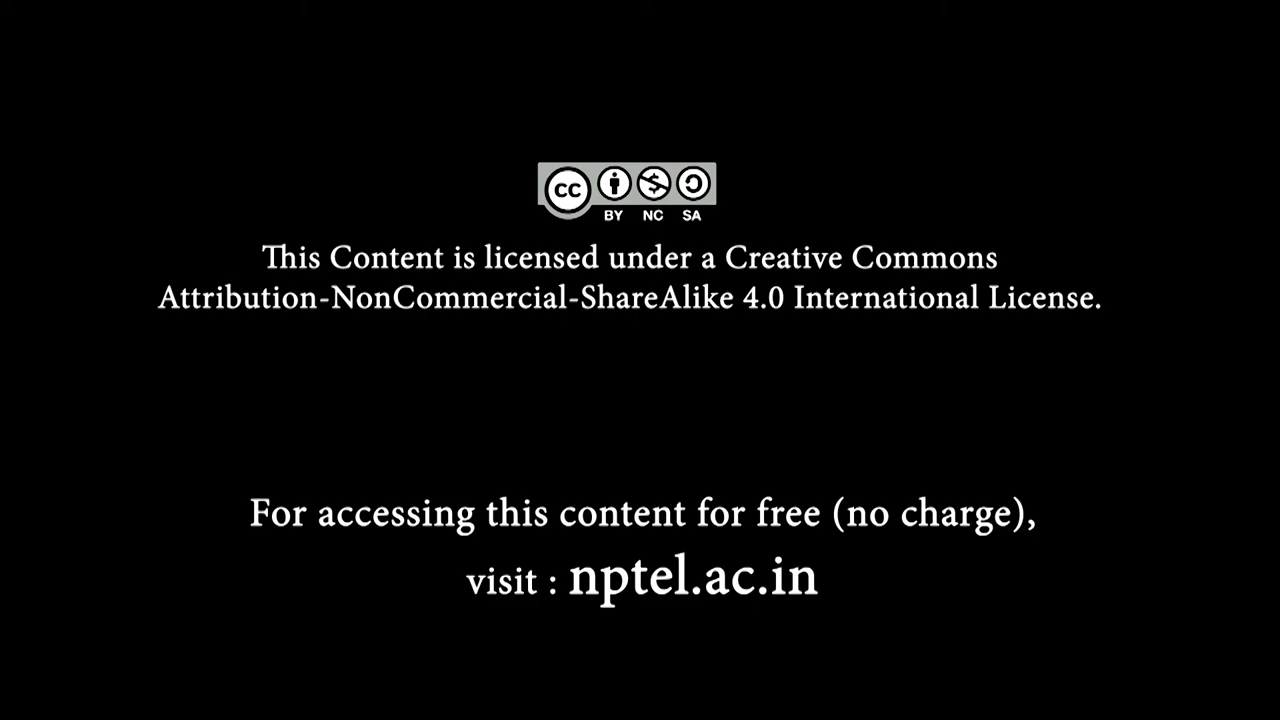 cc
BY NC SA
This Content is licensed under a Creative Commons
Attribution-NonCommercial-ShareAlike 4.0 International License.
For accessing this content for free (no charge),
visit : nptel.ac.in